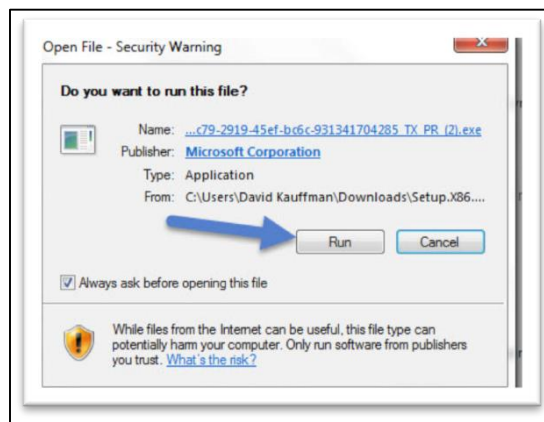 Open File - Security Warning
Do you want to run this file?
Name: ...c79-2919-45ef-bc6c-931341704285_TX_PR_(2).exe
Publisher: Microsoft Corporation
Type: Application
From: C:\Users\David Kauffman\Downloads\Setup.X86....
Run Cancel
Always ask before opening this file
While files from the Internet can be useful, this file type can
potentially harm your computer. Only run software from publishers
you trust. What's the risk?